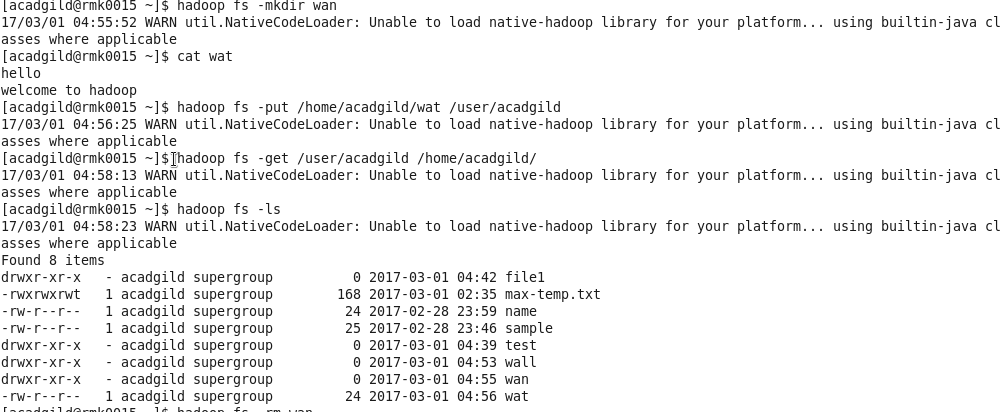 [acadgild@rmk0015 ~]$ hadoop fs -mkdir wan
17/03/01 04:55:52 WARN util.NativeCodeLoader: Unable to load native-hadoop library for your platform... using builtin-java cl
asses where applicable
[acadgild@rmk0015 ~]$ cat wat
hello
welcome to hadoop
[acadgild@rmk0015 ~]$ hadoop fs -put /home/acadgild/wat /user/acadgild
17/03/01 04:56:25 WARN util.NativeCodeLoader: Unable to load native-hadoop library for your platform... using builtin-java cl
asses where applicable
[acadgild@rmk0015 ~]$ hadoop fs -get /user/acadgild /home/acadgild/
17/03/01 04:58:13 WARN util.NativeCodeLoader: Unable to load native-hadoop library for your platform... using builtin-java cl
asses where applicable
[acadgild@rmk0015 ~]$ hadoop fs -ls
17/03/01 04:58:23 WARN util.NativeCodeLoader: Unable to load native-hadoop library for your platform... using builtin-java cl
asses where applicable
Found 8 items
drwxr-xr-x   - acadgild supergroup          0 2017-03-01 04:42 file1
-rwxrwxrwt   1 acadgild supergroup        168 2017-03-01 02:35 max-temp.txt
-rw-r--r--   1 acadgild supergroup         24 2017-02-28 23:59 name
-rw-r--r--   1 acadgild supergroup         25 2017-02-28 23:46 sample
drwxr-xr-x   - acadgild supergroup          0 2017-03-01 04:39 test
drwxr-xr-x   - acadgild supergroup          0 2017-03-01 04:53 wall
drwxr-xr-x   - acadgild supergroup          0 2017-03-01 04:55 wan
-rw-r--r--   1 acadgild supergroup         24 2017-03-01 04:56 wat
[acadgild@rmk0015 ~]$ hadoop fs -rm wan